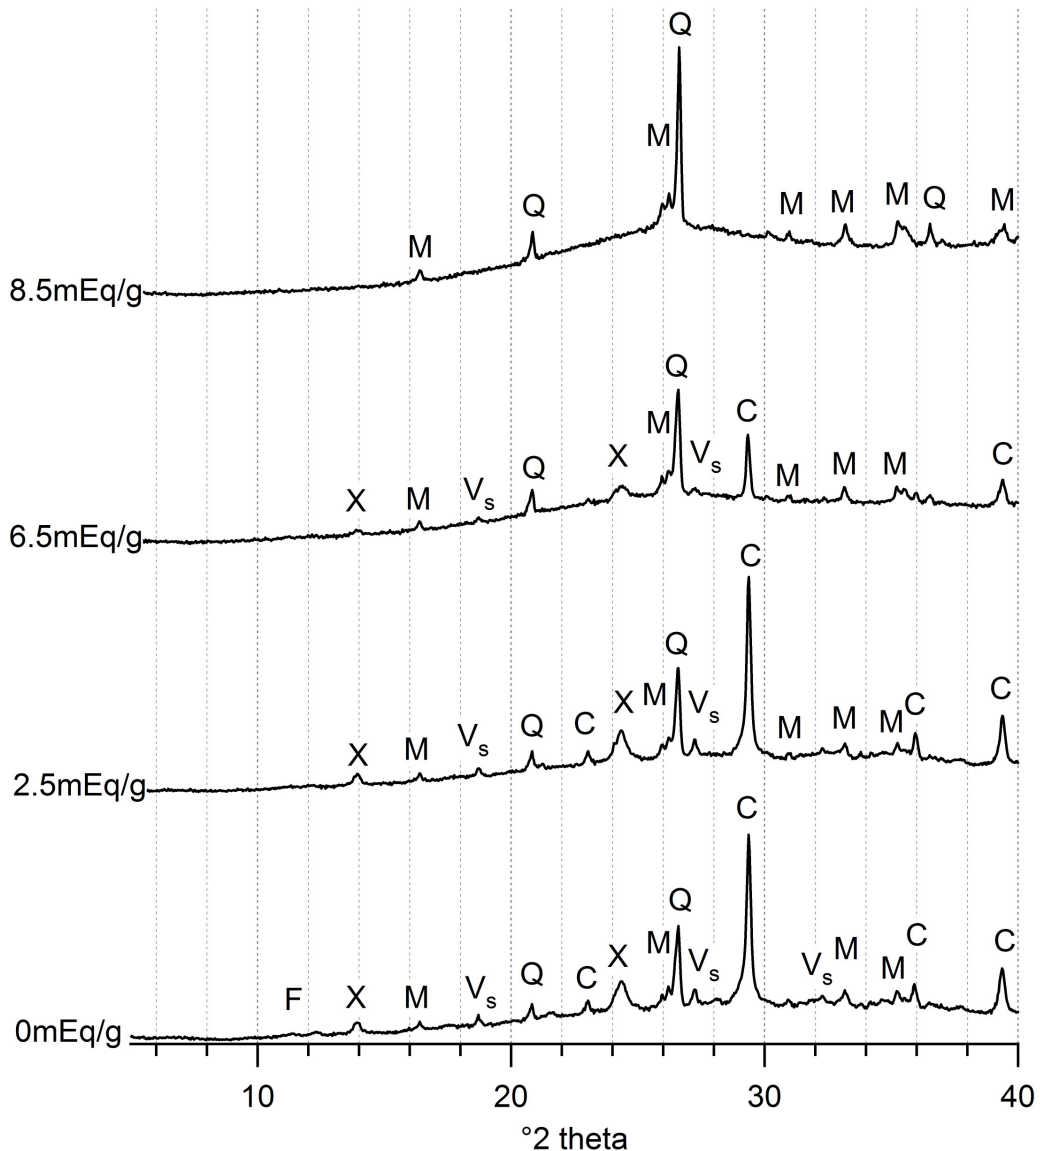 Q
M
Q M M M Q M
M
8.5mEq/g
Q
C
M
X Q Vs M M M C
X M Vs
6.5mEq/g
C
Q
X M Vs C C
X M Vs Q C M M M
2.5mEq/g
C
Q
X M Vs Vs M M C C
F X M Vs Q C
0mEq/g
10 20 30 40
°2 theta